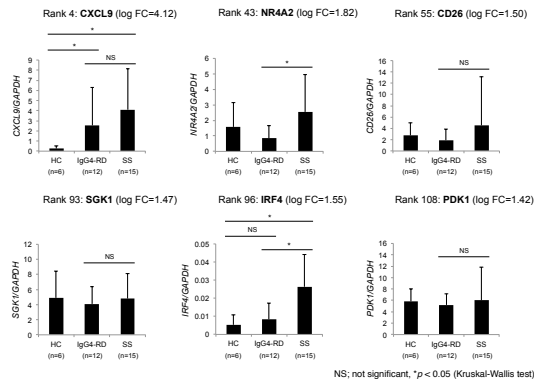 Rank 4: CXCL9 (log FC=4.12)
*
*
NS
CXCL9/GAPDH
9
8
7
6
5
4
3
2
1
0
HC
IgG4-RD
SS
(n=6)
(n=12)
(n=15)
Rank 43: NR4A2 (log FC=1.82)
*
NR4A2/GAPDH
6
5
4
3
2
1
0
HC
IgG4-RD
SS
(n=6)
(n=12)
(n=15)
Rank 55: CD26 (log FC=1.50)
NS
CD26/GAPDH
16
14
12
10
8
6
4
2
0
HC
IgG4-RD
SS
(n=6)
(n=12)
(n=15)
Rank 93: SGK1 (log FC=1.47)
NS
SGK1/GAPDH
12
10
8
6
4
2
0
HC
IgG4-RD
SS
(n=6)
(n=12)
(n=15)
Rank 96: IRF4 (log FC=1.55)
*
NS
*
IRF4/GAPDH
0.05
0.04
0.03
0.02
0.01
0
HC
IgG4-RD
SS
(n=6)
(n=12)
(n=15)
Rank 108: PDK1 (log FC=1.42)
NS
PDK1/GAPDH
14
12
10
8
6
4
2
0
HC
IgG4-RD
SS
(n=6)
(n=12)
(n=15)
NS; not significant, *p < 0.05 (Kruskal-Wallis test)